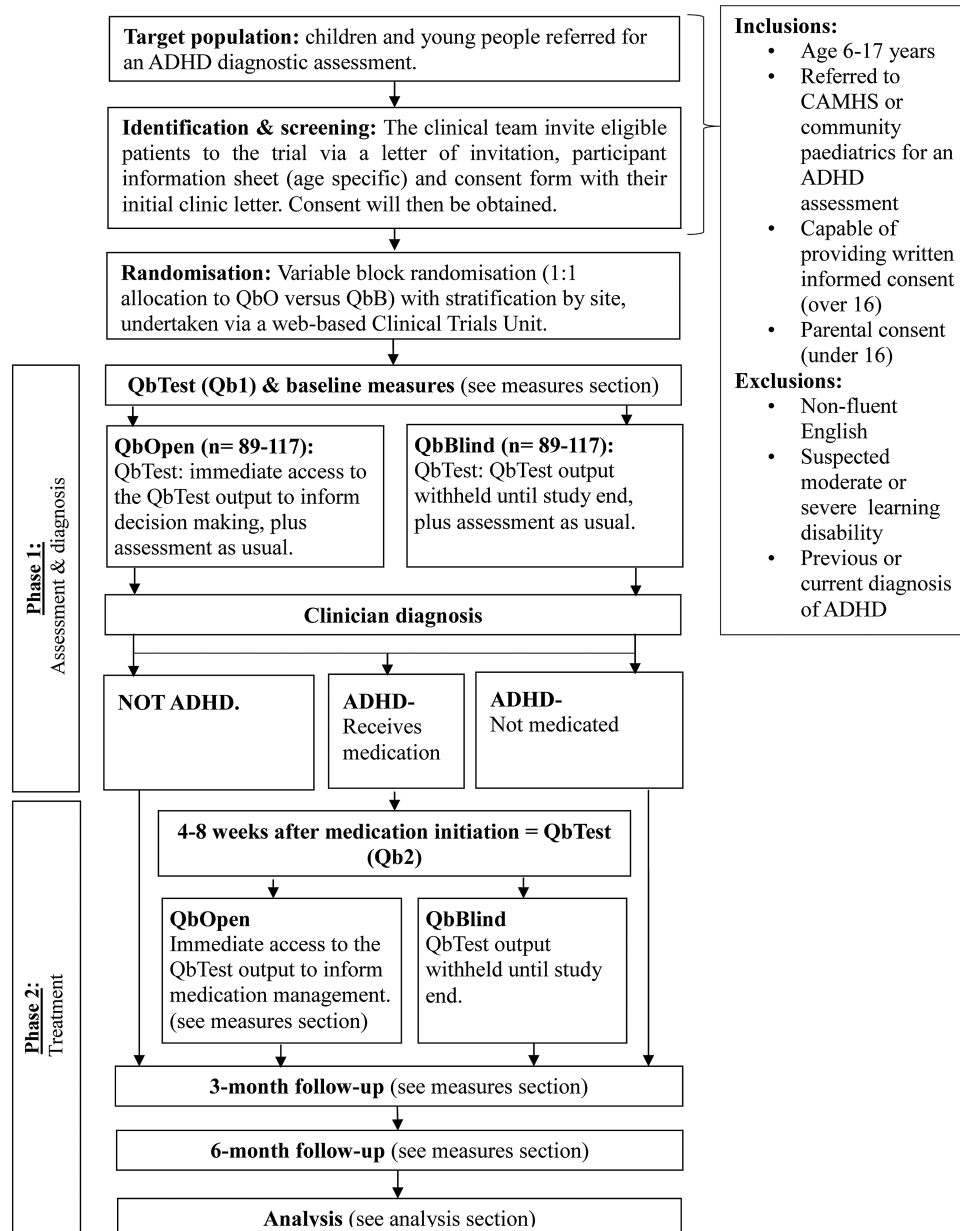 Target population: children and young people referred for
an ADHD diagnostic assessment.
Identification & screening: The clinical team invite eligible
patients to the trial via a letter of invitation, participant
information sheet (age specific) and consent form with their
initial clinic letter. Consent will then be obtained.
Randomisation: Variable block randomisation (1:1
allocation to QbO versus QbB) with stratification by site,
undertaken via a web-based Clinical Trials Unit.
Inclusions:
• Age 6-17 years
• Referred to
CAMHS or
community
paediatrics for an
ADHD
assessment
• Capable of
providing written
informed consent
(over 16)
• Parental consent
(under 16)
Exclusions:
• Non-fluent
English
• Suspected
moderate or
severe learning
disability
• Previous or
current diagnosis
of ADHD
Phase 1:
Assessment & diagnosis
QbTest (Qb1) & baseline measures (see measures section)
QbOpen (n= 89-117):
QbTest: immediate access to
the QbTest output to inform
decision making, plus
assessment as usual.
QbBlind (n= 89-117):
QbTest: QbTest output
withheld until study end,
plus assessment as usual.
Clinician diagnosis
NOT ADHD.
ADHD-
Receives
medication
ADHD-
Not medicated
Phase 2:
Treatment
4-8 weeks after medication initiation = QbTest
(Qb2)
QbOpen
Immediate access to the
QbTest output to inform
medication management.
(see measures section)
QbBlind
QbTest output
withheld until study
end.
3-month follow-up (see measures section)
6-month follow-up (see measures section)
Analysis (see analysis section)